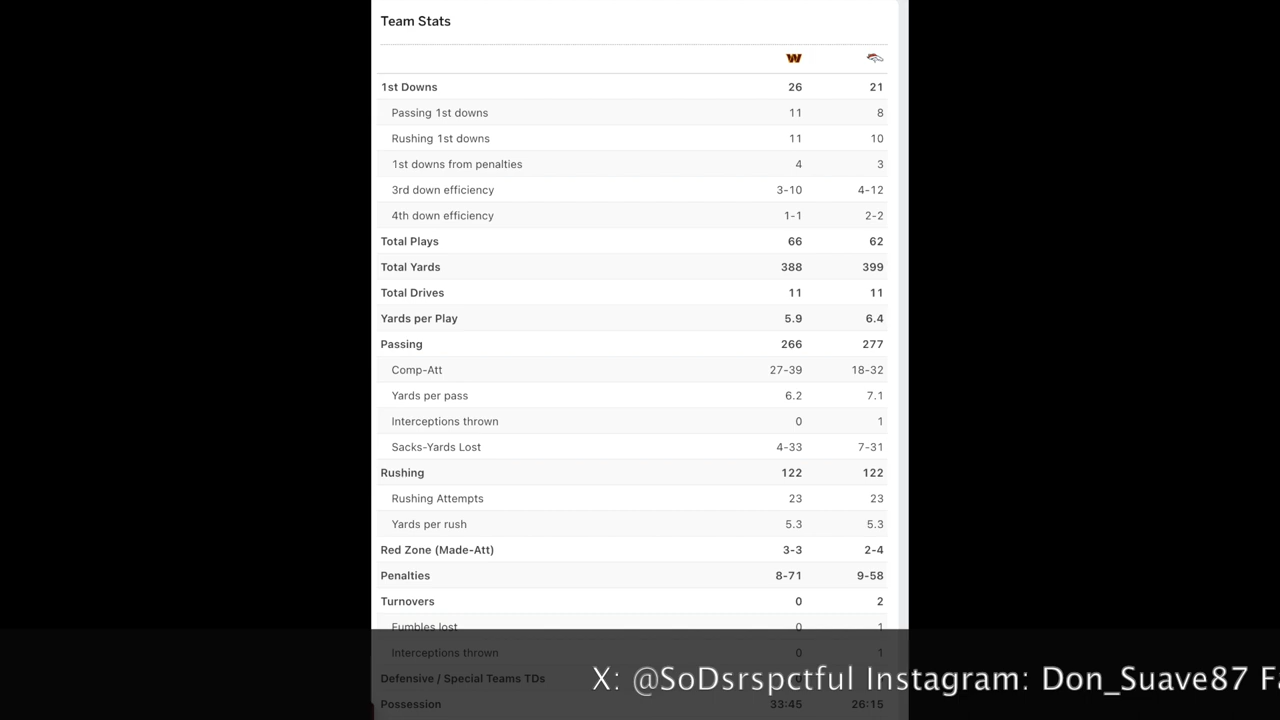 Team Stats
W
1st Downs 26 21
Passing 1st downs 11 8
Rushing 1st downs 11 10
1st downs from penalties 4 3
3rd down efficiency 3-10 4-12
4th down efficiency 1-1 2-2
Total Plays 66 62
Total Yards 388 399
Total Drives 11 11
Yards per Play 5.9 6.4
Passing 266 277
Comp-Att 27-39 18-32
Yards per pass 6.2 7.1
Interceptions thrown 0 1
Sacks-Yards Lost 4-33 7-31
Rushing 122 122
Rushing Attempts 23 23
Yards per rush 5.3 5.3
Red Zone (Made-Att) 3-3 2-4
Penalties 8-71 9-58
Turnovers 0 2
Fumbles lost 0 1
Interceptions thrown 0 1
Defensive / Special Teams TDs
X: @SoDsrspctful Instagram: Don_Suave87 Fa
Possession 33:45 26:15